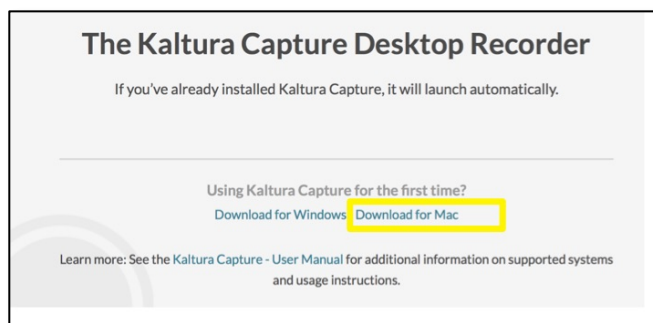 The Kaltura Capture Desktop Recorder
If you've already installed Kaltura Capture, it will launch automatically.
Using Kaltura Capture for the first time?
Download for Windows Download for Mac
Learn more: See the Kaltura Capture - User Manual for additional information on supported systems
and usage instructions.